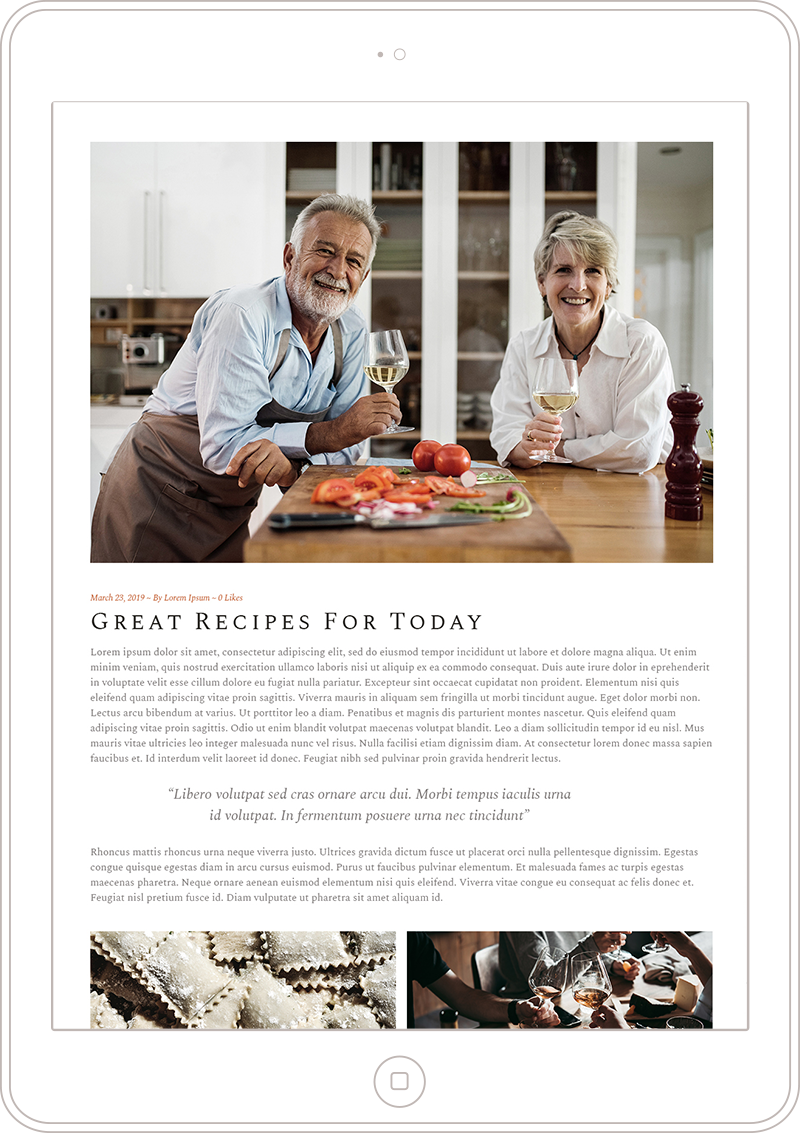 March 23, 2019 ~ By Lorem Ipsum ~ 0 Likes
Great Recipes For Today
Lorem ipsum dolor sit amet, consectetur adipiscing elit, sed do eiusmod tempor incididunt ut labore et dolore magna aliqua. Ut enim
minim veniam, quis nostrud exercitation ullamco laboris nisi ut aliquip ex ea commodo consequat. Duis aute irure dolor in eprehenderit
in voluptate velit esse cillum dolore eu fugiat nulla pariatur. Excepteur sint occaecat cupidatat non proident. Elementum nisi quis
eleifend quam adipiscing vitae proin sagittis. Viverra mauris in aliquam sem fringilla ut morbi tincidunt augue. Eget dolor morbi non.
Lectus arcu bibendum at varius. Ut porttitor leo a diam. Penatibus et magnis dis parturient montes nascetur. Quis eleifend quam
adipiscing vitae proin sagittis. Odio ut enim blandit volutpat maecenas volutpat blandit. Leo a diam sollicitudin tempor id eu nisl. Mus
mauris vitae ultricies leo integer malesuada nunc vel risus. Nulla facilisi etiam dignissim diam. At consectetur lorem donec massa sapien
faucibus et. Id interdum velit laoreet id donec. Feugiat nibh sed pulvinar proin gravida hendrerit lectus.
“Libero volutpat sed cras ornare arcu dui. Morbi tempus iaculis urna
id volutpat. In fermentum posuere urna nec tincidunt”
Rhoncus mattis rhoncus urna neque viverra justo. Ultrices gravida dictum fusce ut placerat orci nulla pellentesque dignissim. Egestas
congue quisque egestas diam in arcu cursus euismod. Purus ut faucibus pulvinar elementum. Et malesuada fames ac turpis egestas
maecenas pharetra. Neque ornare aenean euismod elementum nisi quis eleifend. Viverra vitae congue eu consequat ac felis donec et.
Feugiat nisl pretium fusce id. Diam vulputate ut pharetra sit amet aliquam id.